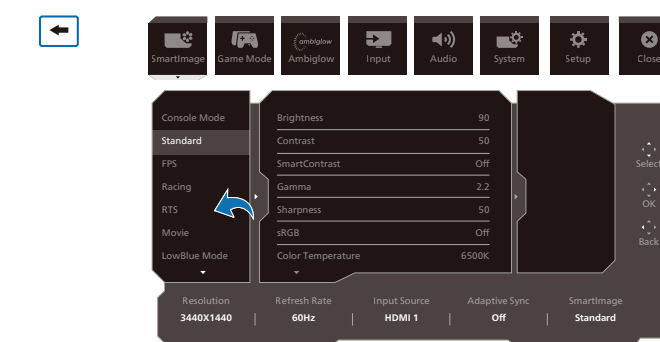 SmartImage Game Mode ambiglow Ambiglow Input Audio System Setup Close
Console Mode Brightness 90
Standard Contrast 50
FPS SmartContrast Off Select
Racing Gamma 2.2
RTS Sharpness 50 OK
Movie sRGB Off Back
LowBlue Mode Color Temperature 6500K
Resolution Refresh Rate Input Source Adaptive Sync SmartImage
3440X1440 | 60Hz | HDMI 1 | Off | Standard